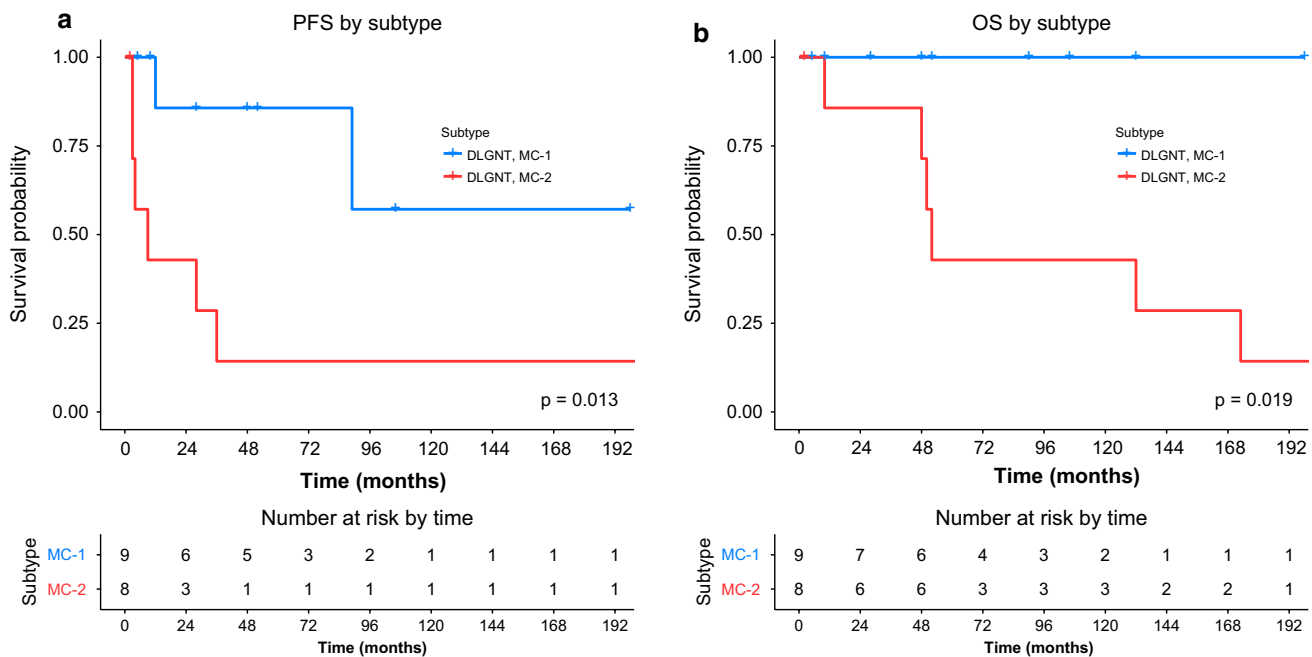 a
PFS by subtype
Survival probability
1.00
0.75
0.50
0.25
0.00
Subtype
DLGNT, MC-1
DLGNT, MC-2
p = 0.013
0 24 48 72 96 120 144 168 192
Time (months)
Number at risk by time
Subtype
MC-1 9 6 5 3 2 1 1 1 1
MC-2 8 3 1 1 1 1 1 1 1
0 24 48 72 96 120 144 168 192
Time (months)
b
OS by subtype
Survival probability
1.00
0.75
0.50
0.25
0.00
Subtype
DLGNT, MC-1
DLGNT, MC-2
p = 0.019
0 24 48 72 96 120 144 168 192
Time (months)
Number at risk by time
Subtype
MC-1 9 7 6 4 3 2 1 1 1
MC-2 8 6 6 3 3 3 2 2 1
0 24 48 72 96 120 144 168 192
Time (months)